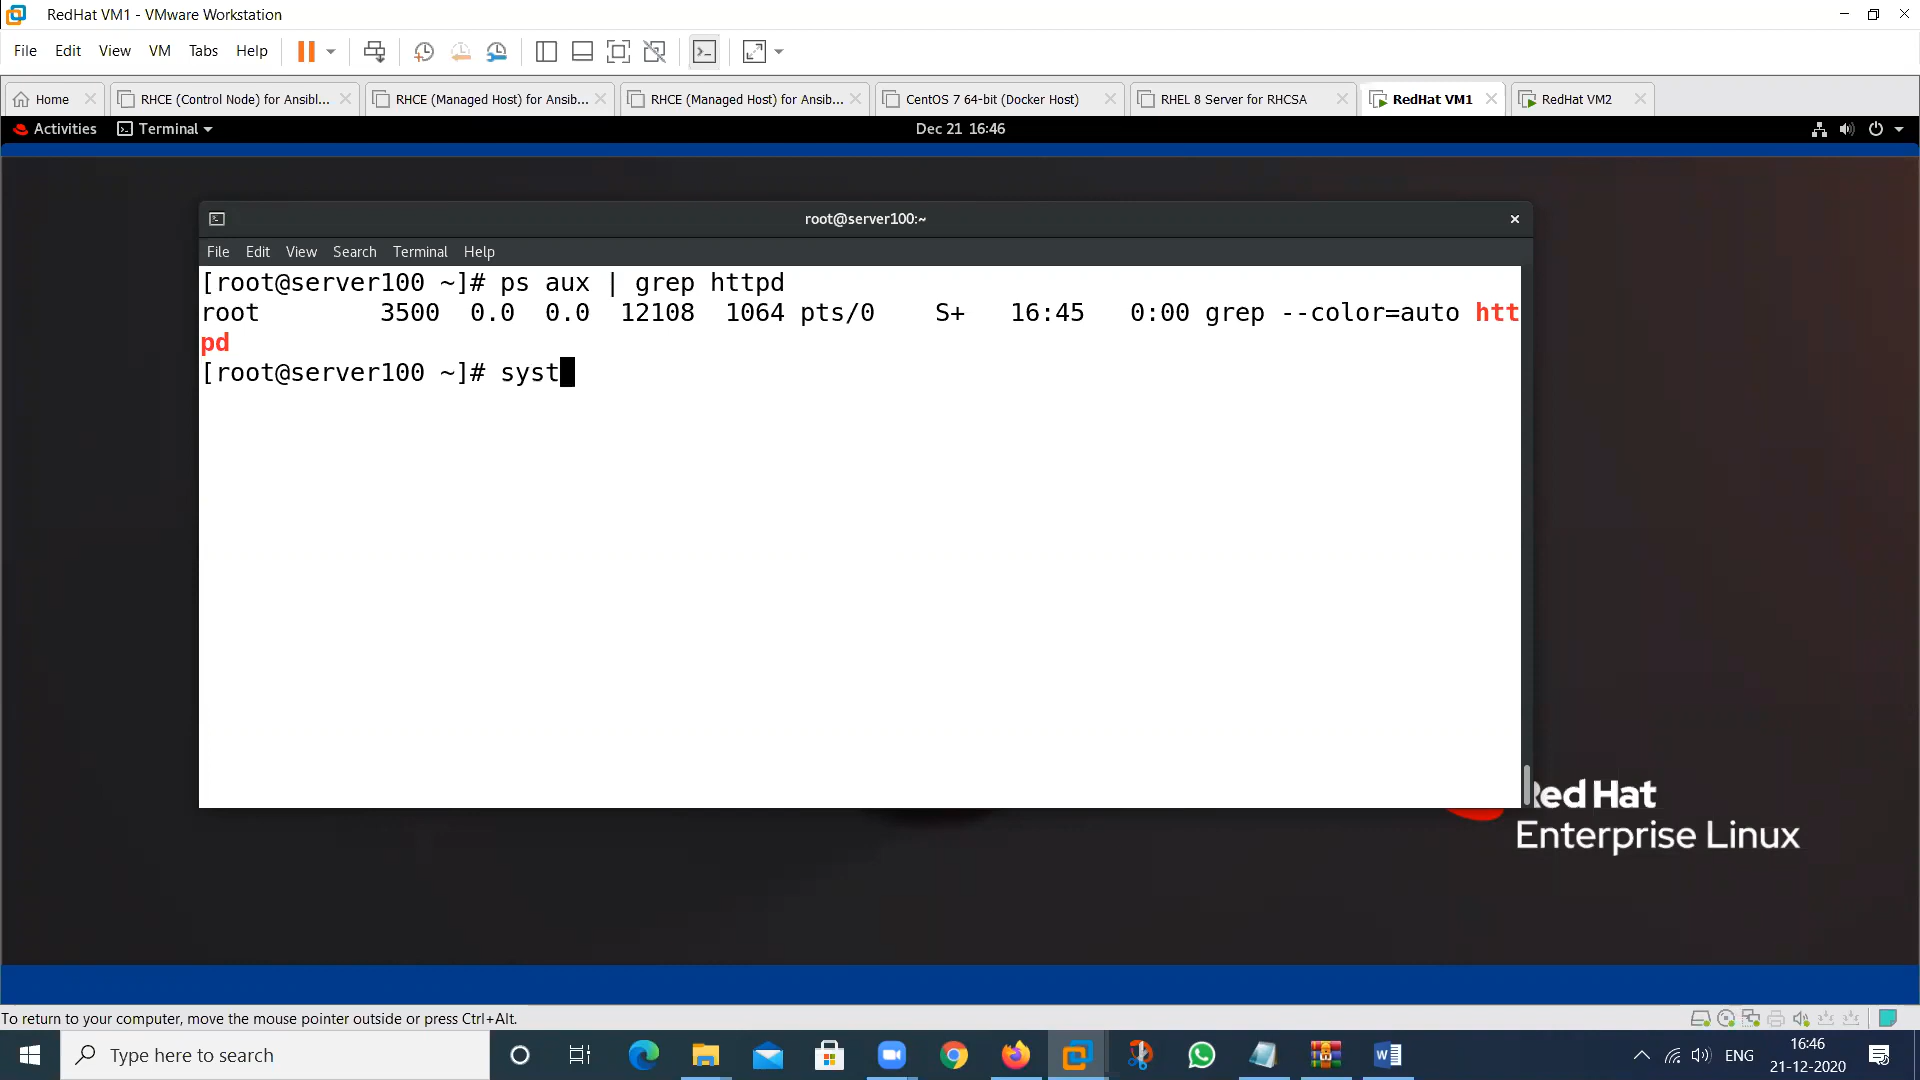 RedHat VM1 - VMware Workstation
File Edit View VM Tabs Help
Home RHCE (Control Node) for Ansibl... RHCE (Managed Host) for Ansib... RHCE (Managed Host) for Ansib... CentOS 7 64-bit (Docker Host) RHEL 8 Server for RHCSA RedHat VM1 RedHat VM2
Activities Terminal Dec 21 16:46
root@server100:~
File Edit View Search Terminal Help
[root@server100 ~]# ps aux | grep httpd
root 3500 0.0 0.0 12108 1064 pts/0 S+ 16:45 0:00 grep --color=auto htt
pd
[root@server100 ~]# syst
Red Hat
Enterprise Linux
To return to your computer, move the mouse pointer outside or press Ctrl+Alt.
Type here to search ENG 16:46
21-12-2020